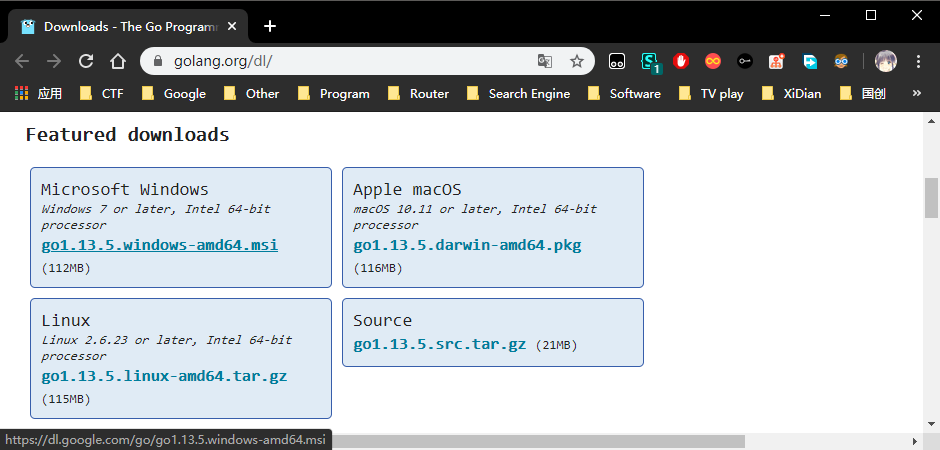 Downloads - The Go Programm
golang.org/dl/
1
应用 CTF Google Other Program Router Search Engine Software TV play XiDian 国创 »
Featured downloads
Microsoft Windows
Windows 7 or later, Intel 64-bit
processor
go1.13.5.windows-amd64.msi
(112MB)
Apple macOS
macOS 10.11 or later, Intel 64-bit
processor
go1.13.5.darwin-amd64.pkg
(116MB)
Linux
Linux 2.6.23 or later, Intel 64-bit
processor
go1.13.5.linux-amd64.tar.gz
(115MB)
Source
go1.13.5.src.tar.gz (21MB)
https://dl.google.com/go/go1.13.5.windows-amd64.msi